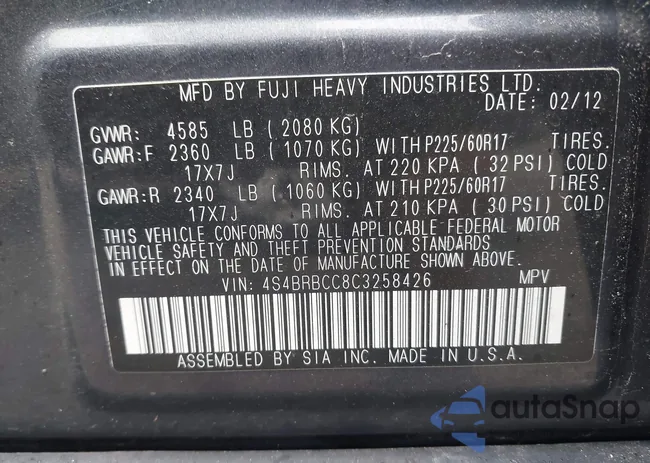 MFD BY FUJI HEAVY INDUSTRIES LTD.
DATE: 02/12
GVWR: 4585 LB ( 2080 KG)
GAWR:F 2360 LB ( 1070 KG) WITH P225/60R17 TIRES.
17X7J RIMS. AT 220 KPA ( 32 PSI) COLD
GAWR:R 2340 LB ( 1060 KG) WITH P225/60R17 TIRES.
17X7J RIMS. AT 210 KPA ( 30 PSI) COLD
THIS VEHICLE CONFORMS TO ALL APPLICABLE FEDERAL MOTOR
VEHICLE SAFETY AND THEFT PREVENTION STANDARDS
IN EFFECT ON THE DATE OF MANUFACTURE SHOWN ABOVE.
VIN: 4S4BRBCC8C3258426 MPV
ASSEMBLED BY SIA INC. MADE IN U.S.A.
autaSnap